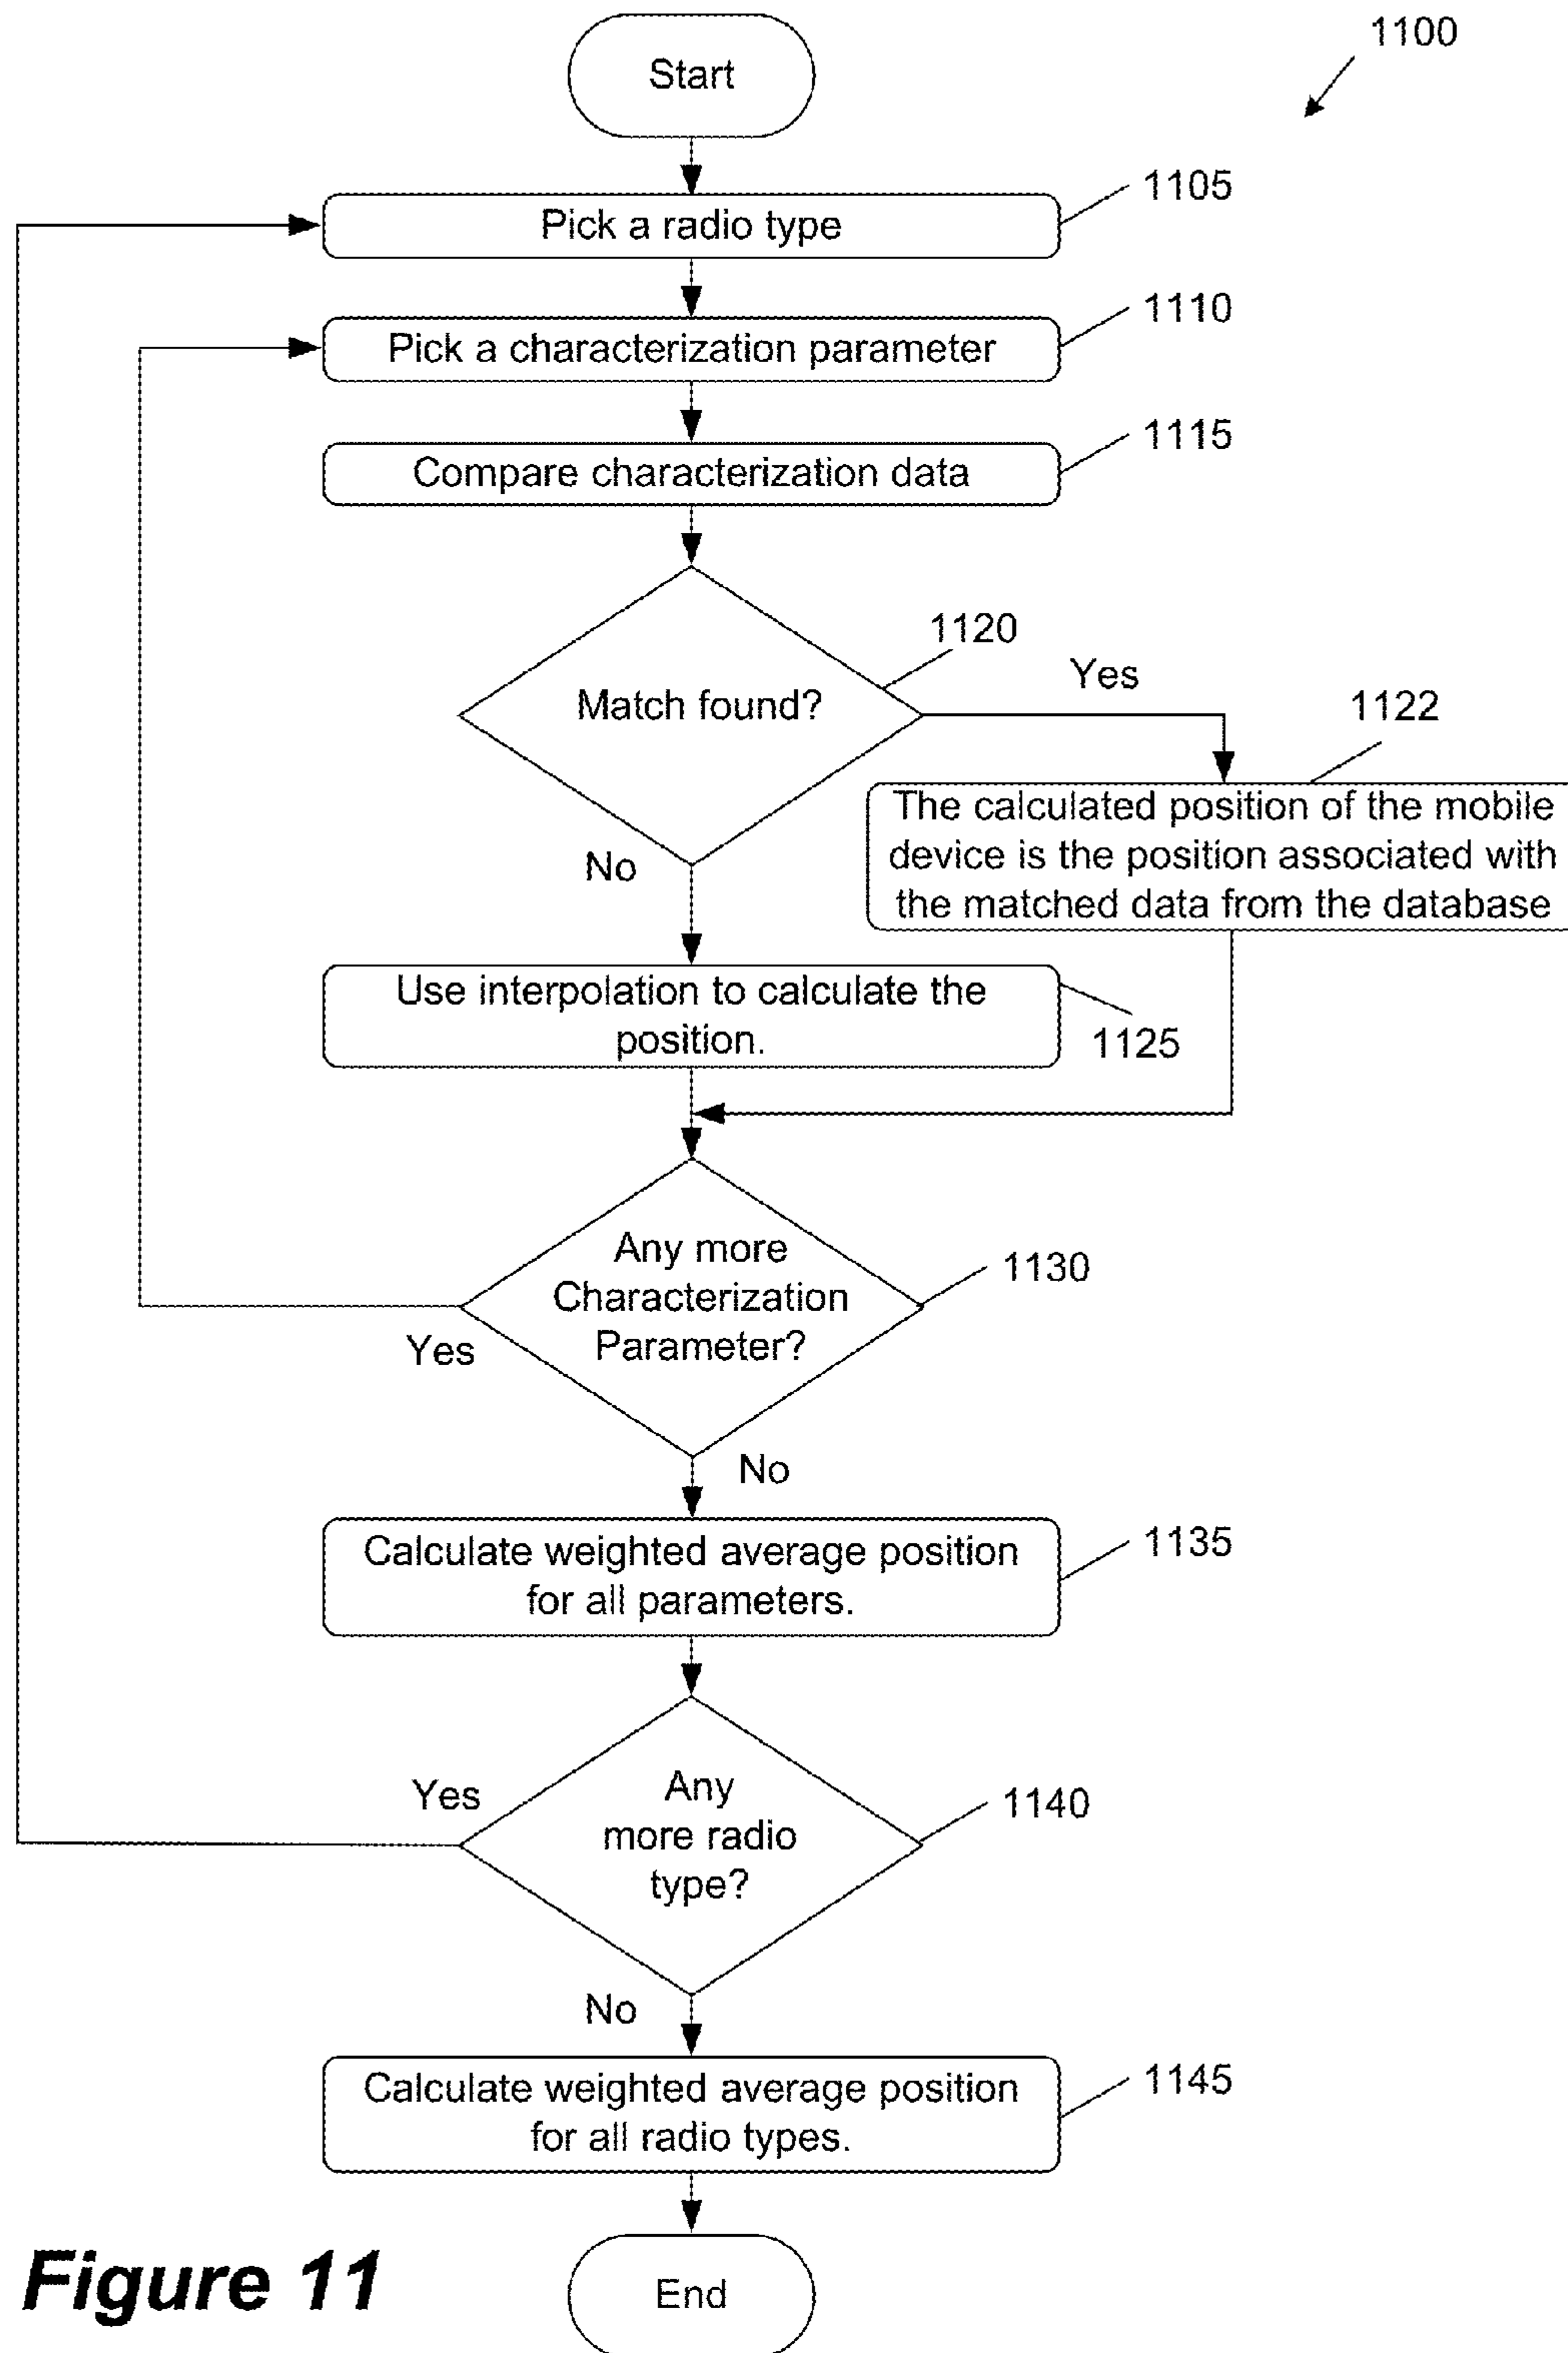 1100
Start
1105
Pick a radio type
1110
Pick a characterization parameter
1115
Compare characterization data
1120
Match found?
Yes
1122
The calculated position of the mobile
device is the position associated with
the matched data from the database
No
Use interpolation to calculate the
position.
1125
Any more
Characterization
Parameter?
1130
Yes
No
Calculate weighted average position
for all parameters.
1135
Yes
Any
more radio
type?
1140
No
Calculate weighted average position
for all radio types.
1145
Figure 11
End